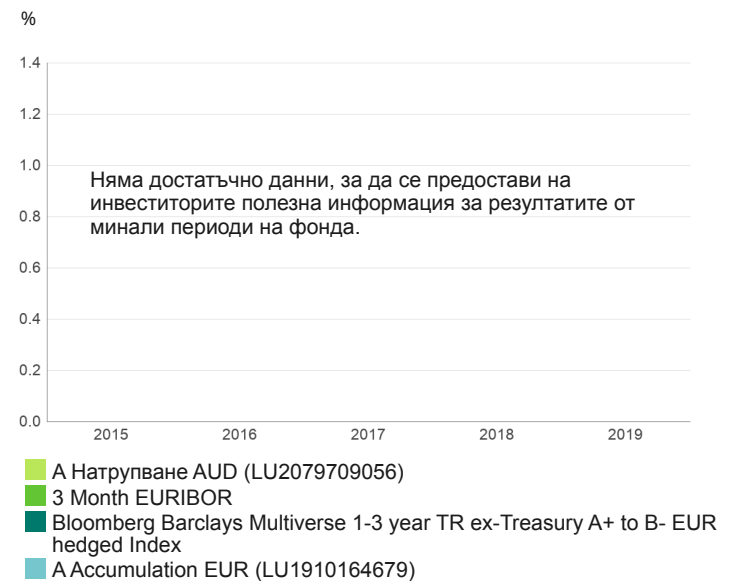 %
1.4
1.2
1.0
Няма достатъчно данни, за да се предостави на
инвеститорите полезна информация за резултатите от
0.8
минали периоди на фонда.
0.6
0.4
0.2
0.0
2015 2016 2017 2018 2019
А Натрупване AUD (LU2079709056)
3 Month EURIBOR
Bloomberg Barclays Multiverse 1-3 year TR ex-Treasury A+ to B- EUR
hedged Index
A Accumulation EUR (LU1910164679)